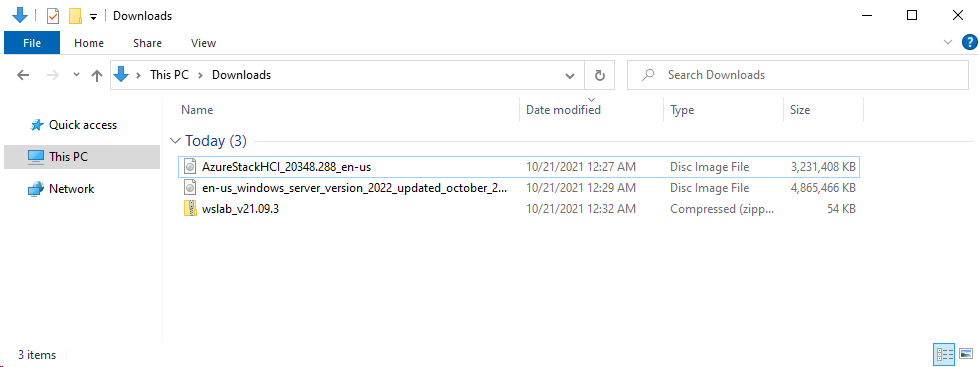 Downloads
File Home Share View
This PC Downloads Search Downloads
Name Date modified Type Size
Quick access
This PC
Network
Today (3)
AzureStackHCI_20348.288_en-us 10/21/2021 12:27 AM Disc Image File 3,231,408 KB
en-us_windows_server_version_2022_updated_october_2... 10/21/2021 12:29 AM Disc Image File 4,865,466 KB
wslab_v21.09.3 10/21/2021 12:32 AM Compressed (zipp... 54 KB
3 items